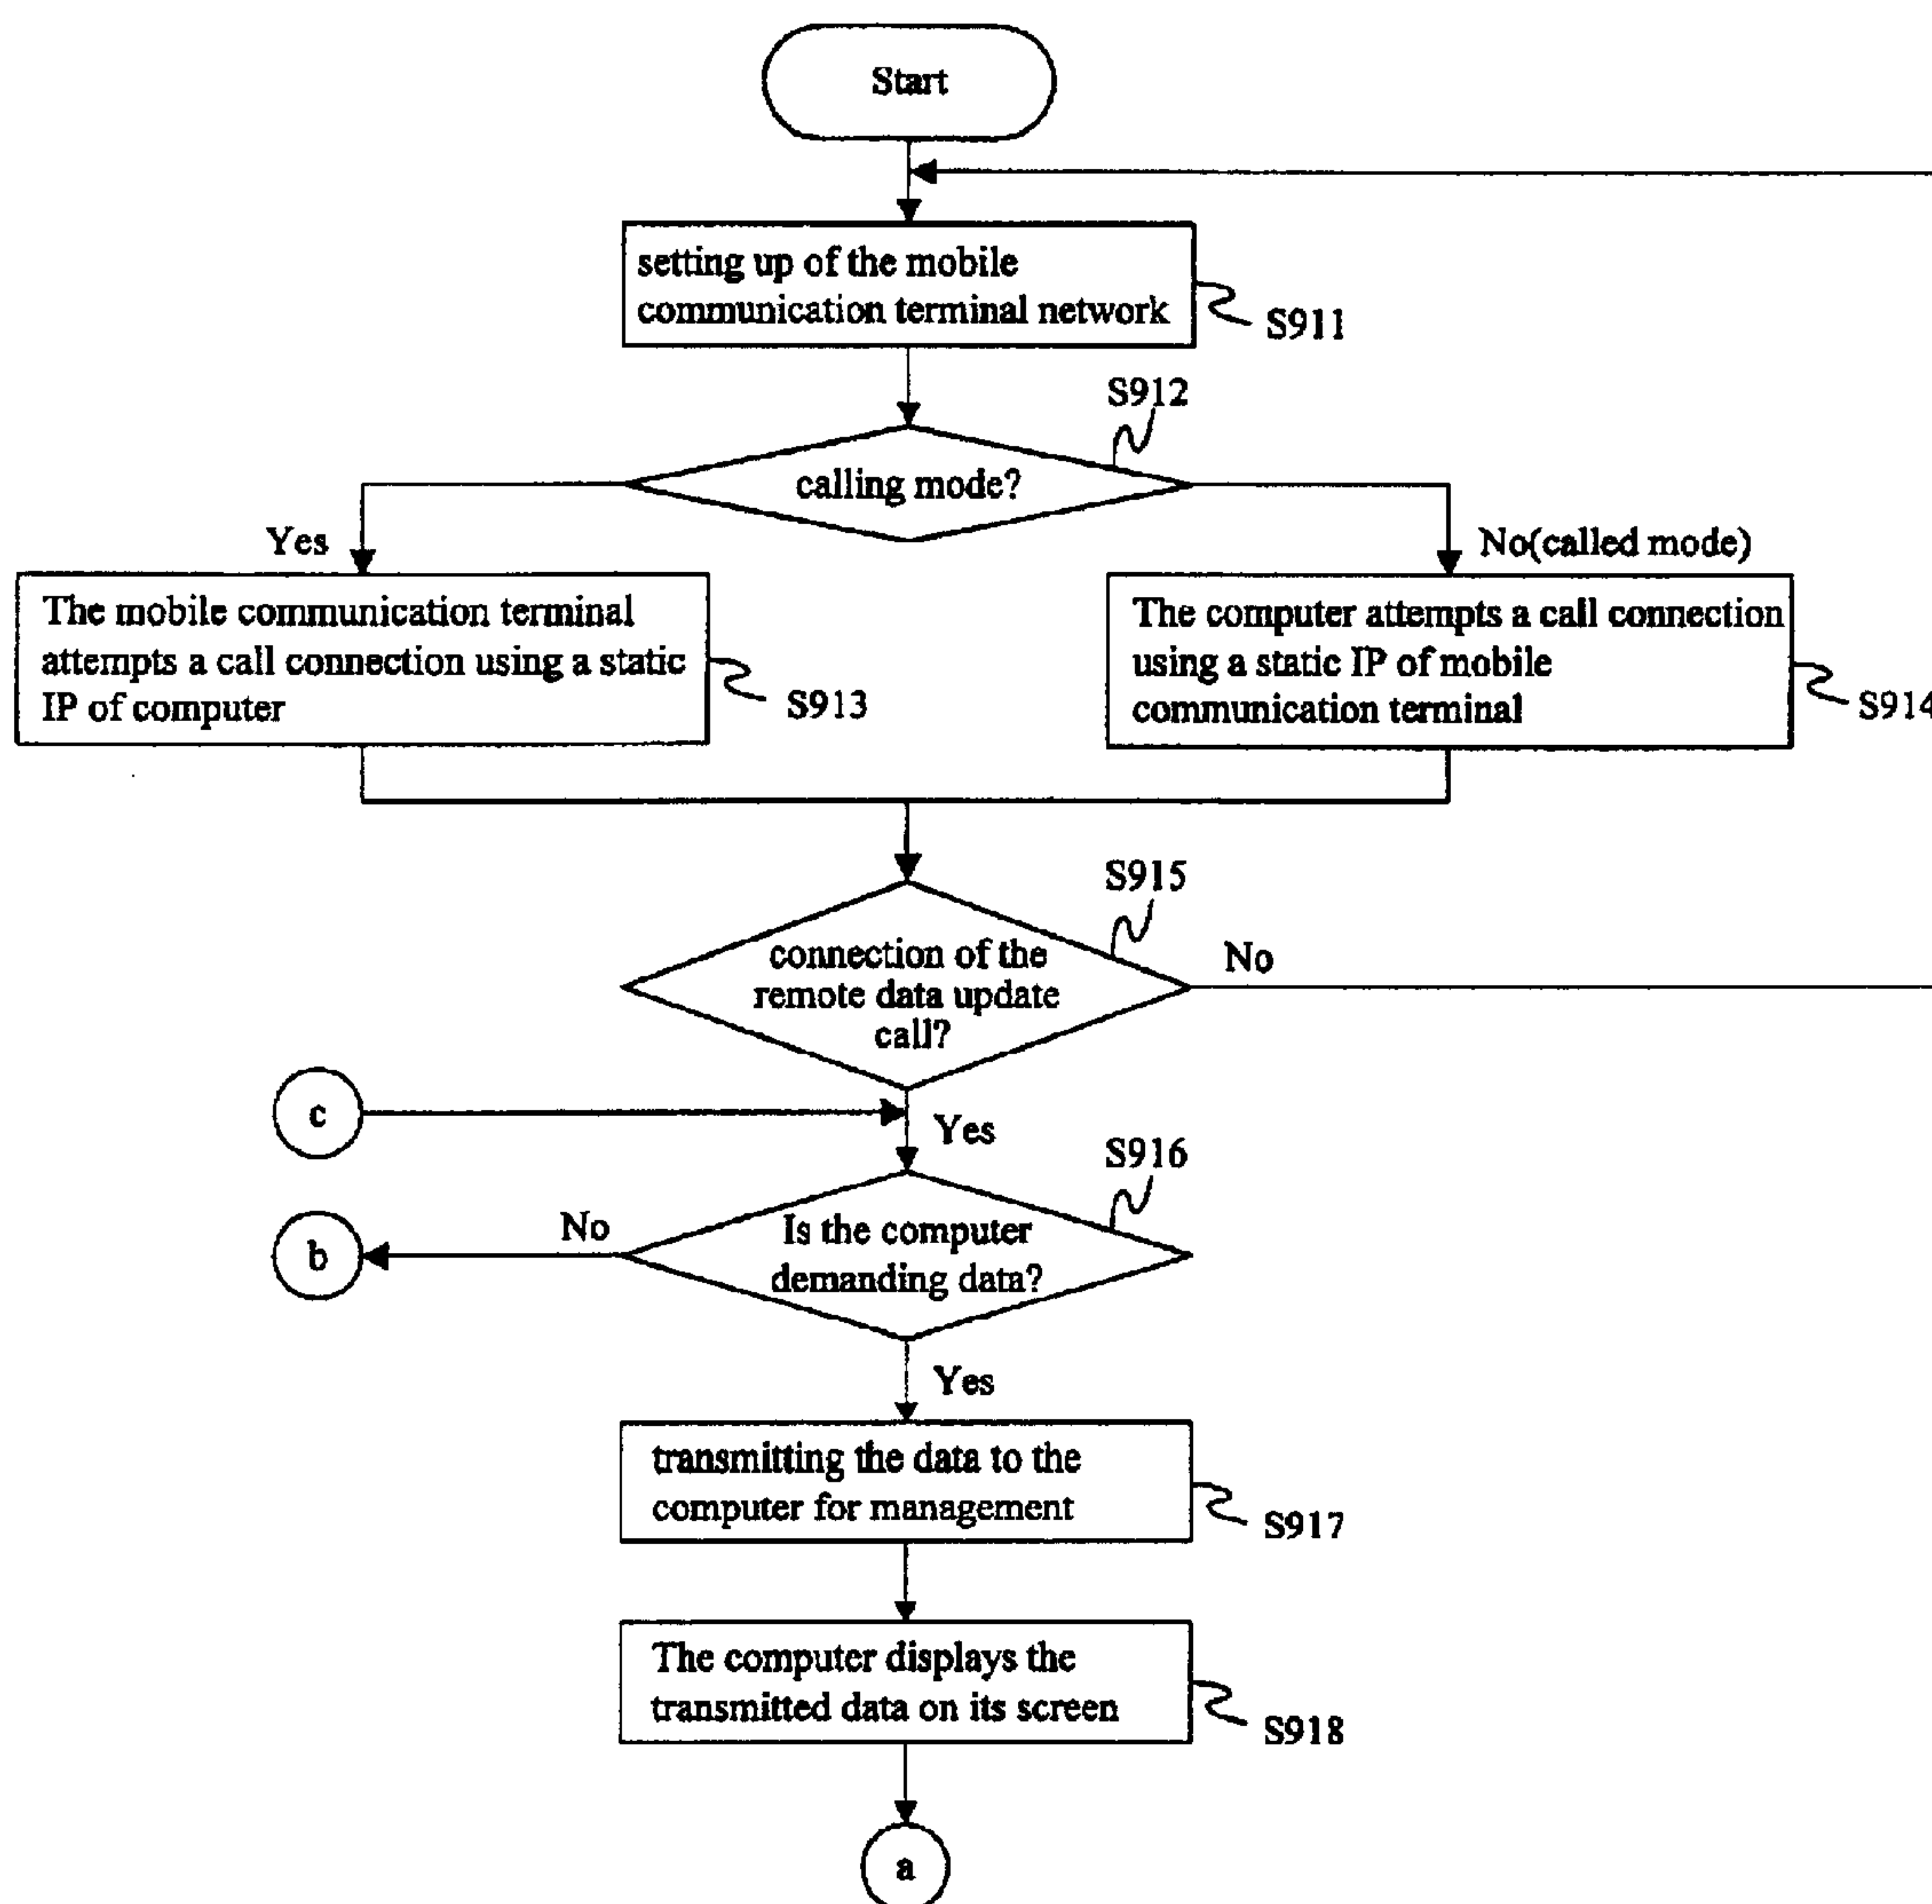 Start
setting up of the mobile
communication terminal network
S911
S912
calling mode?
Yes
No(called mode)
The mobile communication terminal
attempts a call connection using a static
IP of computer
S913
The computer attempts a call connection
using a static IP of mobile
communication terminal
S914
S915
connection of the
remote data update
call?
No
c
Yes
S916
Is the computer
demanding data?
No
b
Yes
transmitting the data to the
computer for management
S917
The computer displays the
transmitted data on its screen
S918
a